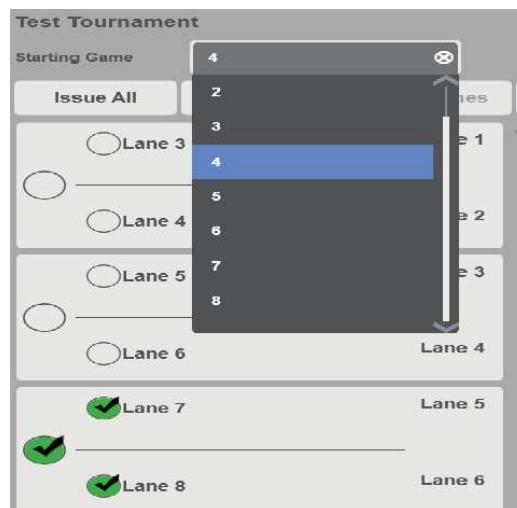 Test Tournament
Starting Game 4
Issue All
2
3
4
5
6
7
8
Lane 3
Lane 4
Lane 5
Lane 6 Lane 4
Lane 7 Lane 5
Lane 8 Lane 6